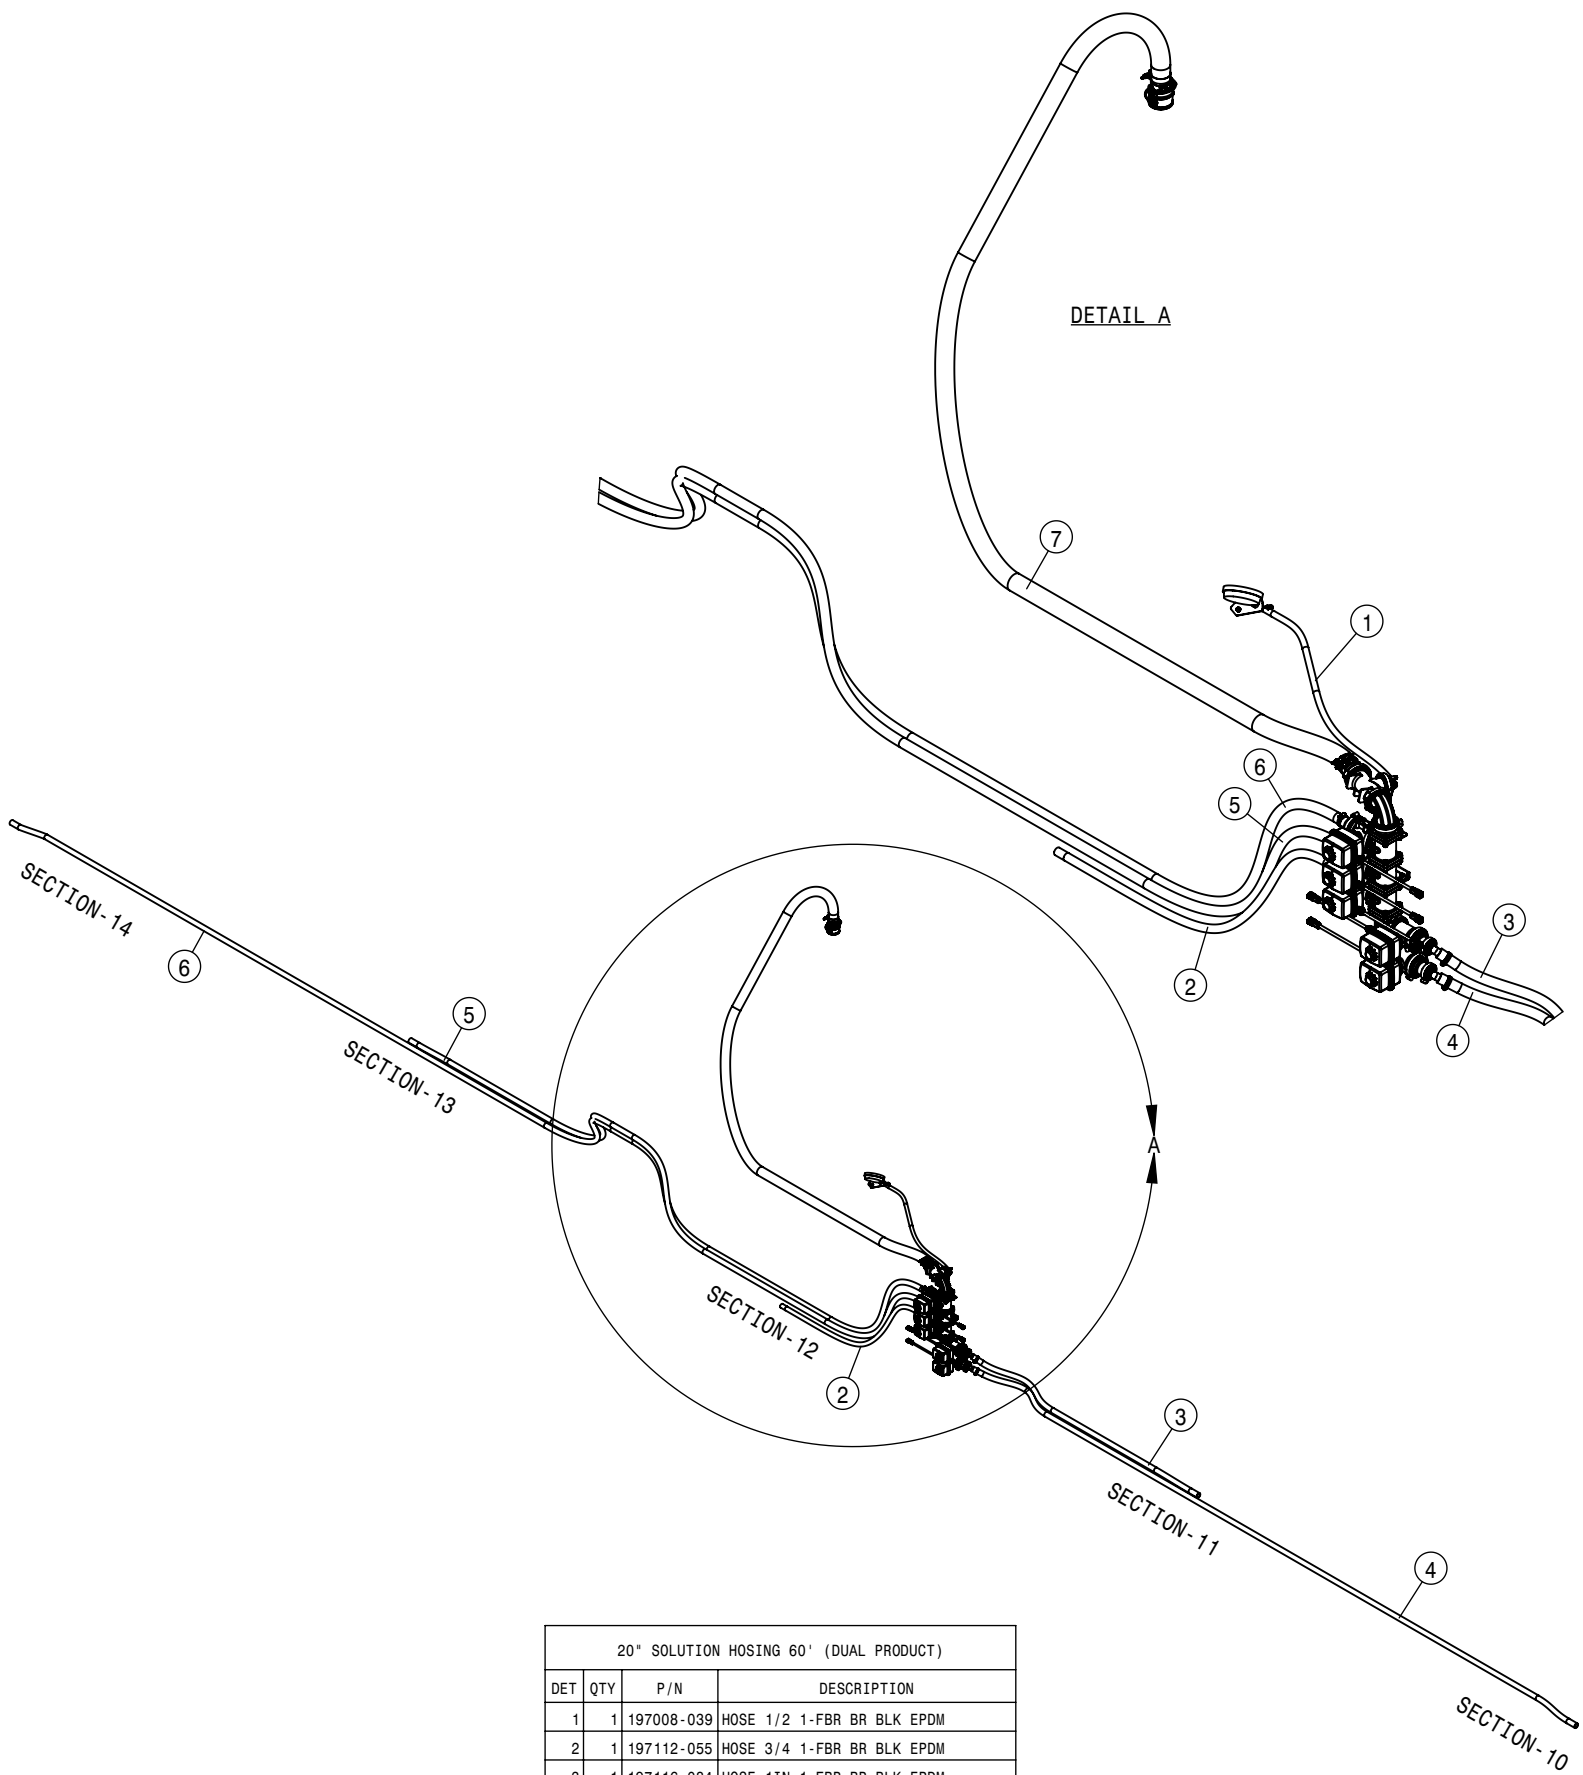 DETAIL A
7
1
6
5
3
2
4
SECTION-14
6
5
SECTION-13
A
SECTION-12
2
3
SECTION-11
4
SECTION-10
20" SOLUTION HOSING 60' (DUAL PRODUCT)
DET QTY P/N DESCRIPTION
1 1 197008-039 HOSE 1/2 1-FBR BR BLK EPDM
2 1 197112-055 HOSE 3/4 1-FBR BR BLK EPDM